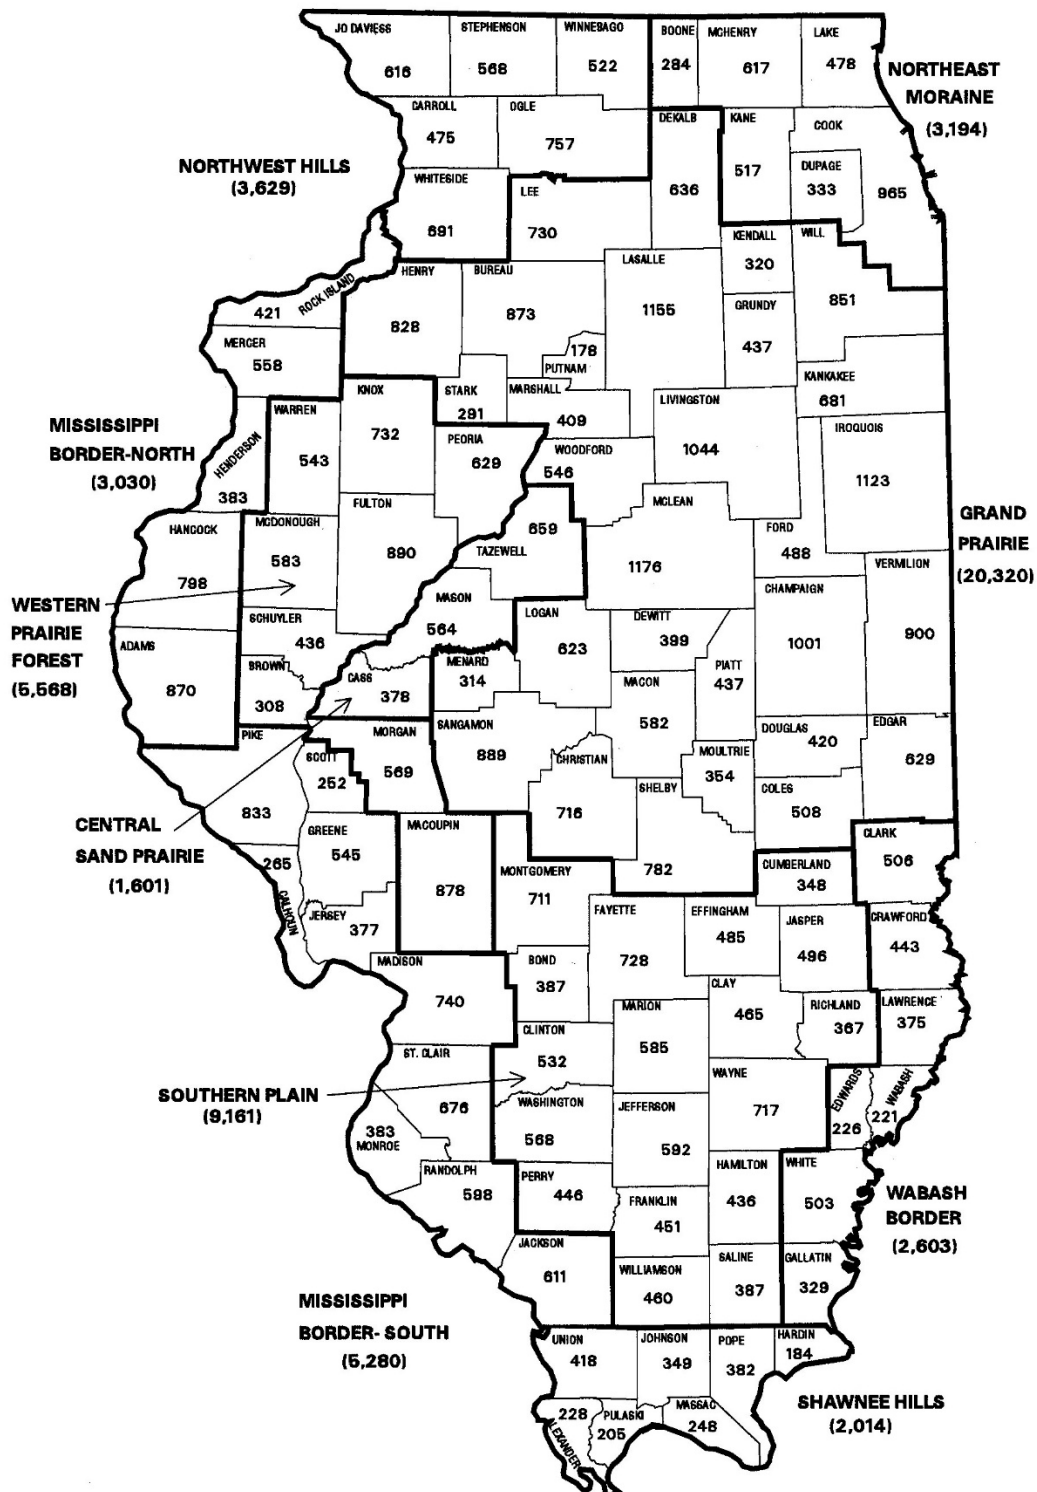 JO DAVIESS
616
STEPHENSON
568
WINNEBAGO
522
BOONE
284
MCHENRY
617
LAKE
478
NORTHEAST
MORAINE
(3,194)
CARROLL
475
OGLE
757
DEKALB
636
KANE
517
COOK
965
DUPAGE
333
NORTHWEST HILLS
(3,629)
WHITESIDE
691
LEE
730
KENDALL
320
WILL
851
ROCK ISLAND
421
HENRY
828
BUREAU
873
LASALLE
1155
GRUNDY
437
MERCER
558
178
PUTNAM
KANKAKEE
681
KNOX
732
STARK
291
MARSHALL
409
LIVINGSTON
1044
IROQUOIS
1123
MISSISSIPPI
BORDER-NORTH
(3,030)
HENDERSON
383
WARREN
543
PEORIA
629
WOODFORD
546
MCLEAN
1176
FORD
488
GRAND
PRAIRIE
(20,320)
HANCOCK
798
MCDONOUGH
583
FULTON
890
659
TAZEWELL
VERMILION
900
WESTERN
PRAIRIE
FOREST
(5,568)
ADAMS
870
SCHUYLER
436
MASON
564
LOGAN
623
DEWITT
399
CHAMPAIGN
1001
BROWN
308
CASS
378
MENARD
314
MACON
582
PIATT
437
PIKE
833
SCOTT
252
MORGAN
569
SANGAMON
889
CHRISTIAN
716
MOULTRIE
354
DOUGLAS
420
EDGAR
629
SHELBY
782
COLES
508
CENTRAL
SAND PRAIRIE
(1,601)
GREENE
545
MACOUPIN
878
MONTGOMERY
711
CUMBERLAND
348
CLARK
506
265
CALHOUN
JERSEY
377
FAYETTE
728
EFFINGHAM
485
JASPER
496
CRAWFORD
443
MADISON
740
BOND
387
CLAY
465
RICHLAND
367
LAWRENCE
375
ST. CLAIR
676
CLINTON
532
MARION
585
WAYNE
717
EDWARDS
226
WABASH
221
SOUTHERN PLAIN
(9,161)
383
MONROE
WASHINGTON
568
JEFFERSON
592
RANDOLPH
598
PERRY
446
HAMILTON
436
WHITE
503
WABASH
BORDER
(2,603)
FRANKLIN
451
JACKSON
611
WILLIAMSON
460
SALINE
387
GALLATIN
329
MISSISSIPPI
BORDER- SOUTH
(5,280)
UNION
418
JOHNSON
349
POPE
382
HARDIN
184
228
ALEXANDER
PULASKI
205
MASSAC
248
SHAWNEE HILLS
(2,014)